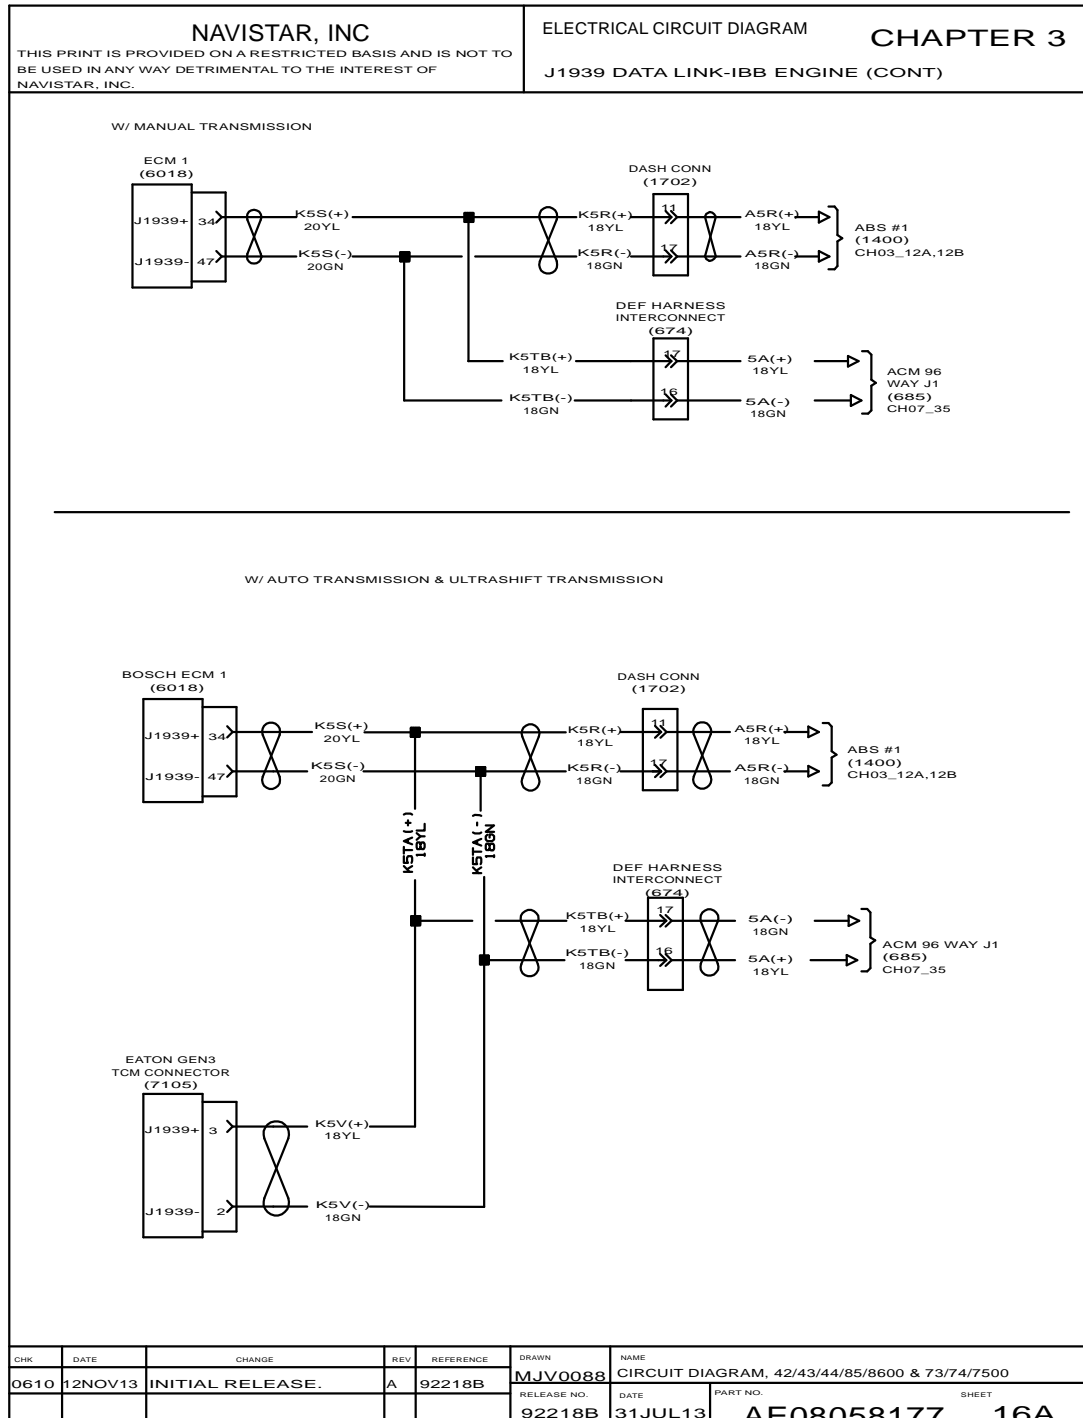 NAVISTAR, INC
THIS PRINT IS PROVIDED ON A RESTRICTED BASIS AND IS NOT TO
BE USED IN ANY WAY DETRIMENTAL TO THE INTEREST OF
NAVISTAR, INC.
ELECTRICAL CIRCUIT DIAGRAM
CHAPTER 3
J1939 DATA LINK-IBB ENGINE (CONT)
W/ MANUAL TRANSMISSION
ECM 1
(6018)
J1939+ 34
J1939- 47
K5S(+)
20YL
K5S(-)
20GN
K5R(+)
18YL
K5R(-)
18GN
DASH CONN
(1702)
11
17
A5R(+)
18YL
A5R(-)
18GN
ABS #1
(1400)
CH03_12A,12B
DEF HARNESS
INTERCONNECT
(674)
K5TB(+)
18YL
K5TB(-)
18GN
17
16
5A(+)
18YL
5A(-)
18GN
ACM 96
WAY J1
(685)
CH07_35
W/ AUTO TRANSMISSION & ULTRASHIFT TRANSMISSION
BOSCH ECM 1
(6018)
J1939+ 34
J1939- 47
K5S(+)
20YL
K5S(-)
20GN
K5R(+)
18YL
K5R(-)
18GN
DASH CONN
(1702)
11
17
A5R(+)
18YL
A5R(-)
18GN
ABS #1
(1400)
CH03_12A,12B
K5TA(+)
18YL
K5TA(-)
18GN
DEF HARNESS
INTERCONNECT
(674)
K5TB(+)
18YL
K5TB(-)
18GN
17
16
5A(-)
18GN
5A(+)
18YL
ACM 96 WAY J1
(685)
CH07_35
EATON GEN3
TCM CONNECTOR
(7105)
J1939+ 3
J1939- 2
K5V(+)
18YL
K5V(-)
18GN
CHK DATE CHANGE REV REFERENCE
0610 12NOV13 INITIAL RELEASE. A 92218B
DRAWN
MJV0088
NAME
CIRCUIT DIAGRAM, 42/43/44/85/8600 & 73/74/7500
RELEASE NO.
92218B
DATE
31JUL13
PART NO.
AE08058177
SHEET
16A